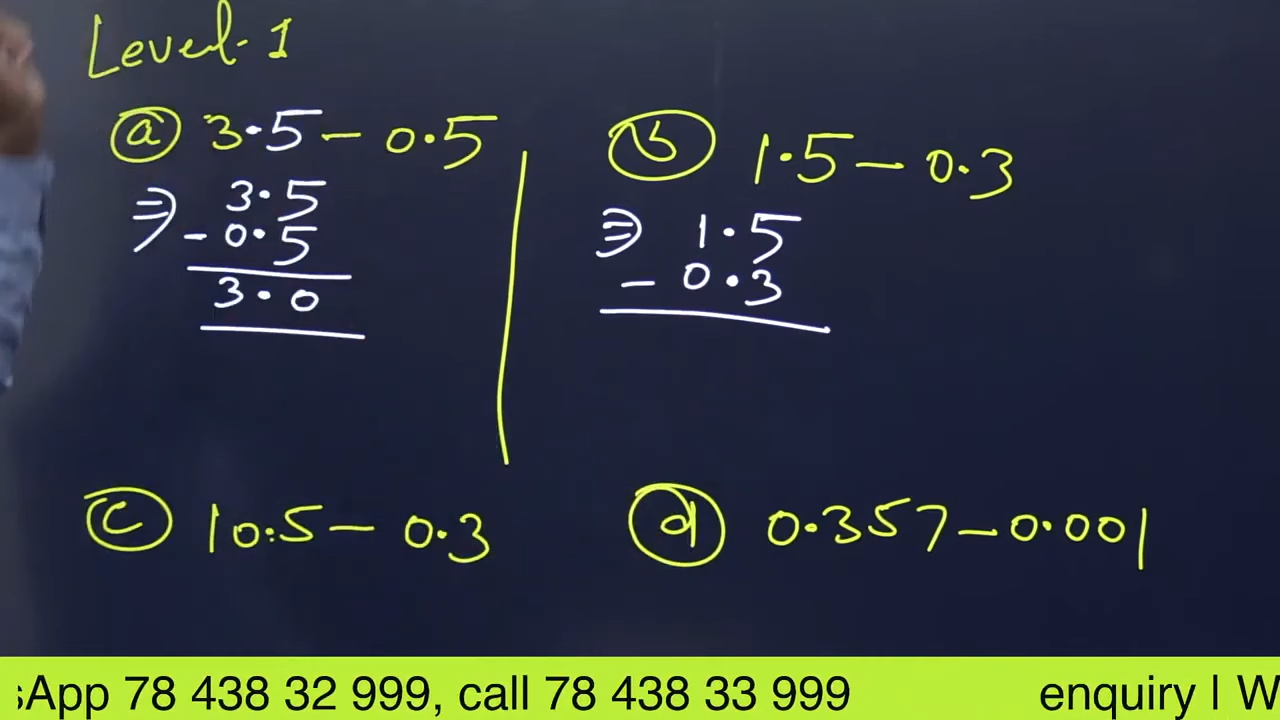 Level-1
(a) 3.5 - 0.5
⇒ 3.5
- 0.5
3.0
(b) 1.5 - 0.3
⇒ 1.5
- 0.3
(c) 10.5 - 0.3
(d) 0.357 - 0.001
App 78 438 32 999, call 78 438 33 999 enquiry | W